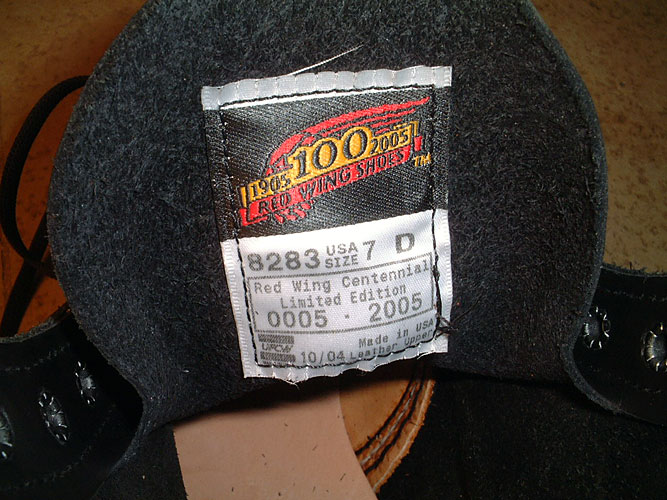 1905 100 2005
RED WING SHOES TM
8283 USA SIZE 7 D
Red Wing Centennial
Limited Edition
0005 - 2005
UFCW 10/04 Made in USA
Leather Upper